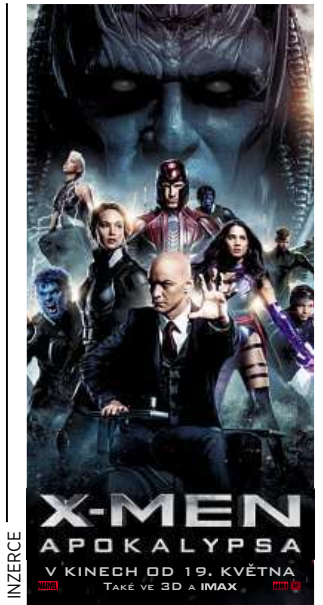 X-MEN
APOKALYPSA
V KINECH OD 19. KVĚTNA
TAKÉ VE 3D A IMAX
INZERCE